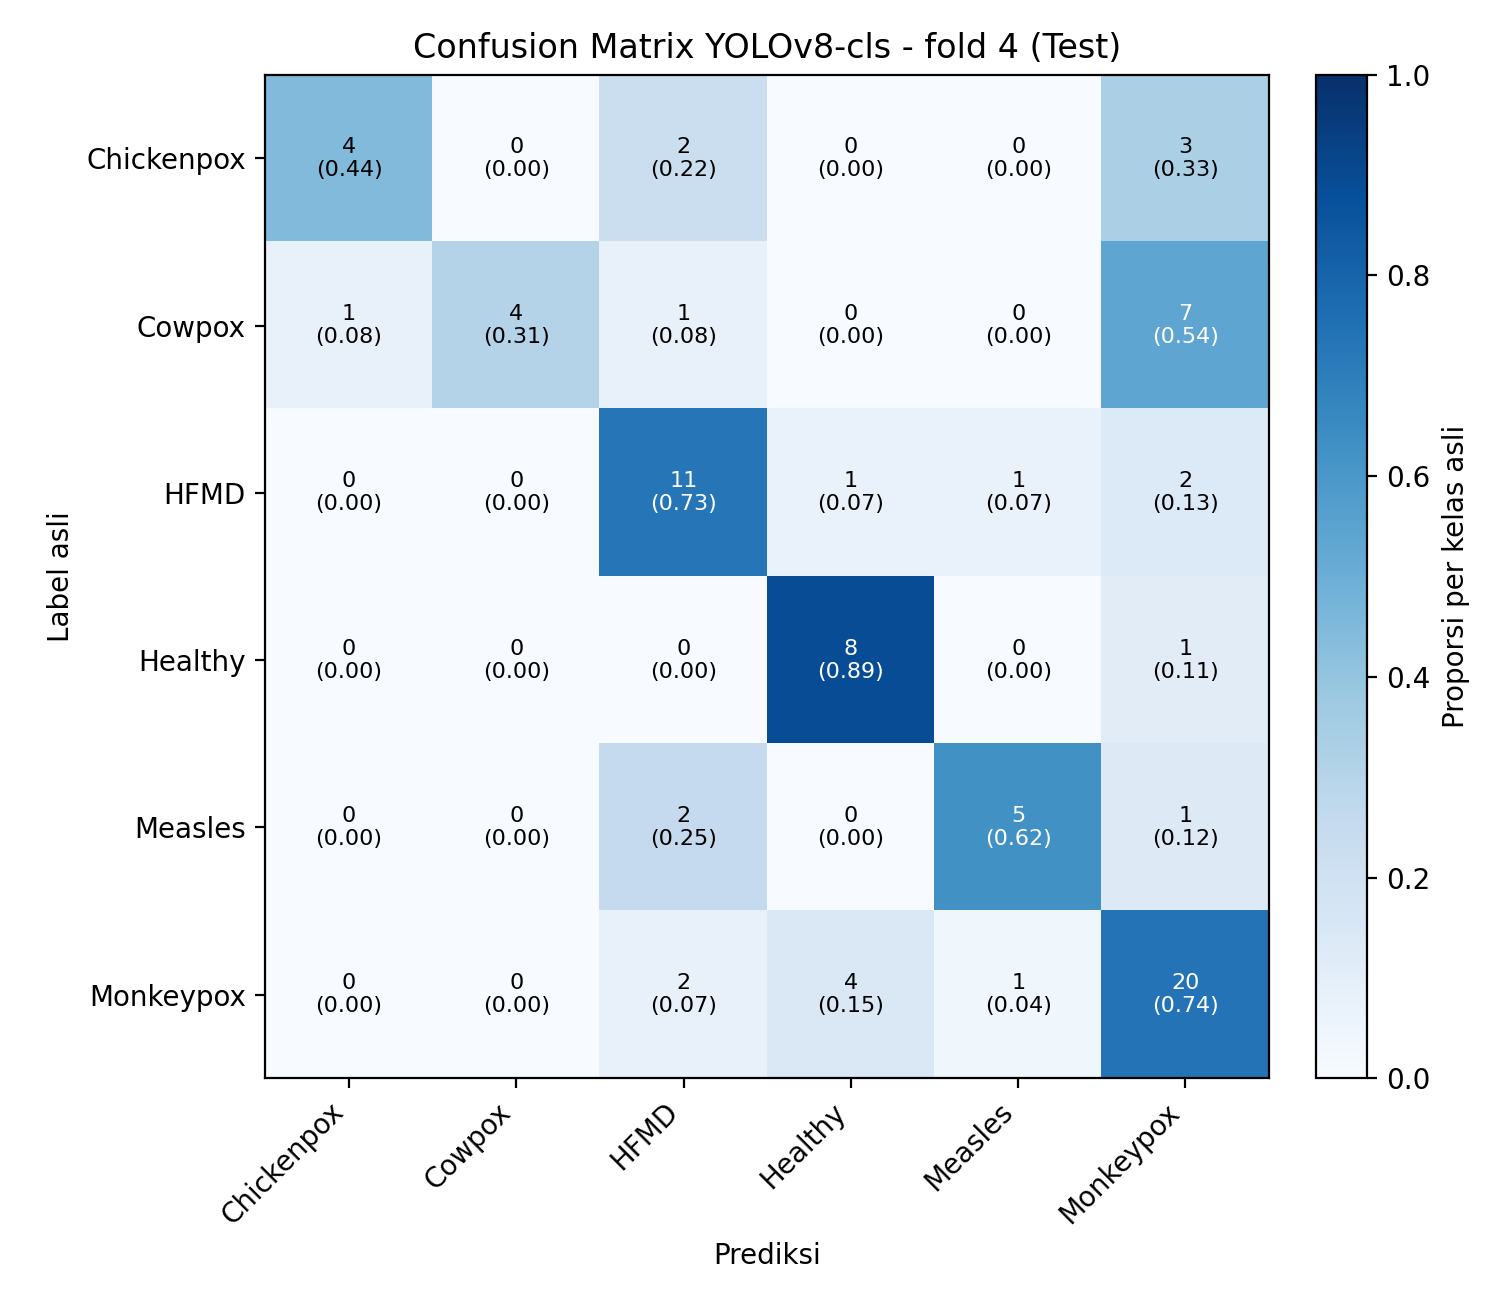 Confusion Matrix YOLOv8-cls - fold 4 (Test)
Label asli
Chickenpox
4 0 2 0 0 3
(0.44) (0.00) (0.22) (0.00) (0.00) (0.33)
Cowpox
1 4 1 0 0 7
(0.08) (0.31) (0.08) (0.00) (0.00) (0.54)
HFMD
0 0 11 1 1 2
(0.00) (0.00) (0.73) (0.07) (0.07) (0.13)
Healthy
0 0 0 8 0 1
(0.00) (0.00) (0.00) (0.89) (0.00) (0.11)
Measles
0 0 2 0 5 1
(0.00) (0.00) (0.25) (0.00) (0.62) (0.12)
Monkeypox
0 0 2 4 1 20
(0.00) (0.00) (0.07) (0.15) (0.04) (0.74)
Chickenpox
Cowpox
HFMD
Healthy
Measles
Monkeypox
Prediksi
1.0
0.8
0.6
0.4
0.2
0.0
Proporsi per kelas asli